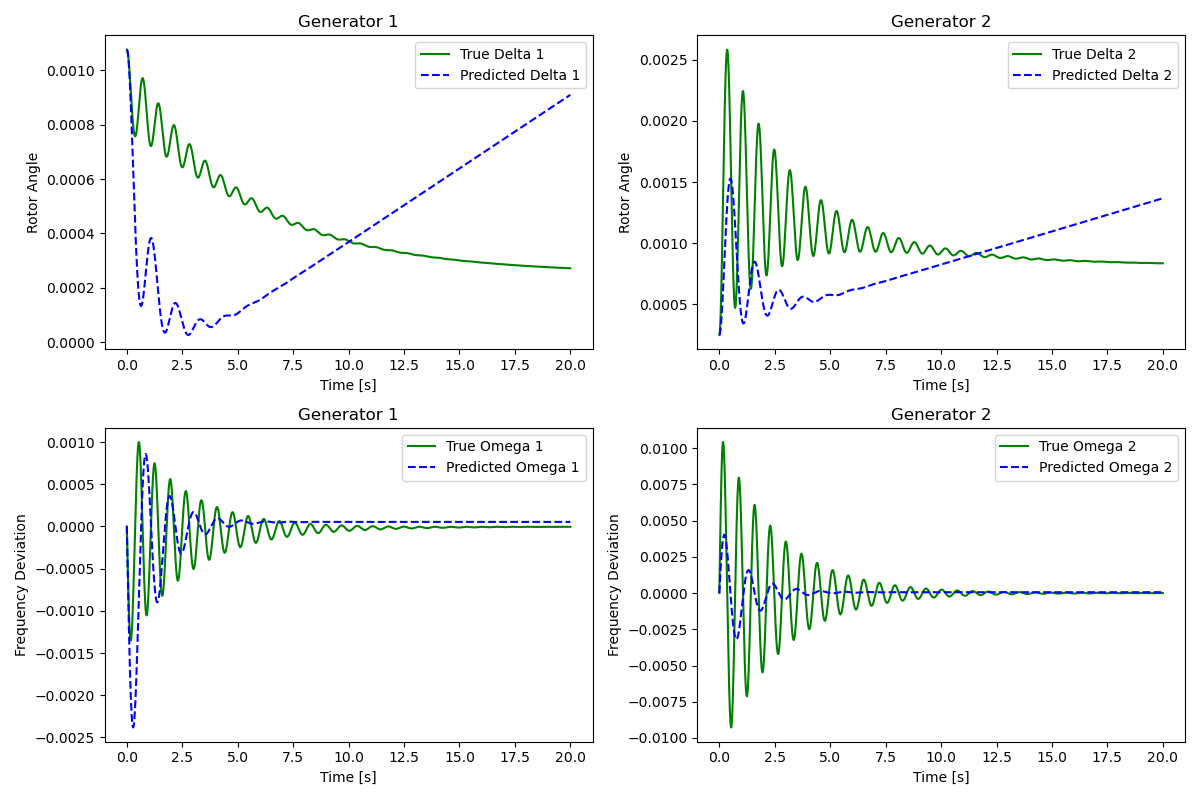 Generator 1
True Delta 1
Predicted Delta 1
0.0010
0.0008
0.0006
0.0004
0.0002
0.0000
Rotor Angle
0.0 2.5 5.0 7.5 10.0 12.5 15.0 17.5 20.0
Time [s]
Generator 2
True Delta 2
Predicted Delta 2
0.0025
0.0020
0.0015
0.0010
0.0005
Rotor Angle
0.0 2.5 5.0 7.5 10.0 12.5 15.0 17.5 20.0
Time [s]
Generator 1
True Omega 1
Predicted Omega 1
0.0010
0.0005
0.0000
−0.0005
−0.0010
−0.0015
−0.0020
−0.0025
Frequency Deviation
0.0 2.5 5.0 7.5 10.0 12.5 15.0 17.5 20.0
Time [s]
Generator 2
True Omega 2
Predicted Omega 2
0.0100
0.0075
0.0050
0.0025
0.0000
−0.0025
−0.0050
−0.0075
−0.0100
Frequency Deviation
0.0 2.5 5.0 7.5 10.0 12.5 15.0 17.5 20.0
Time [s]